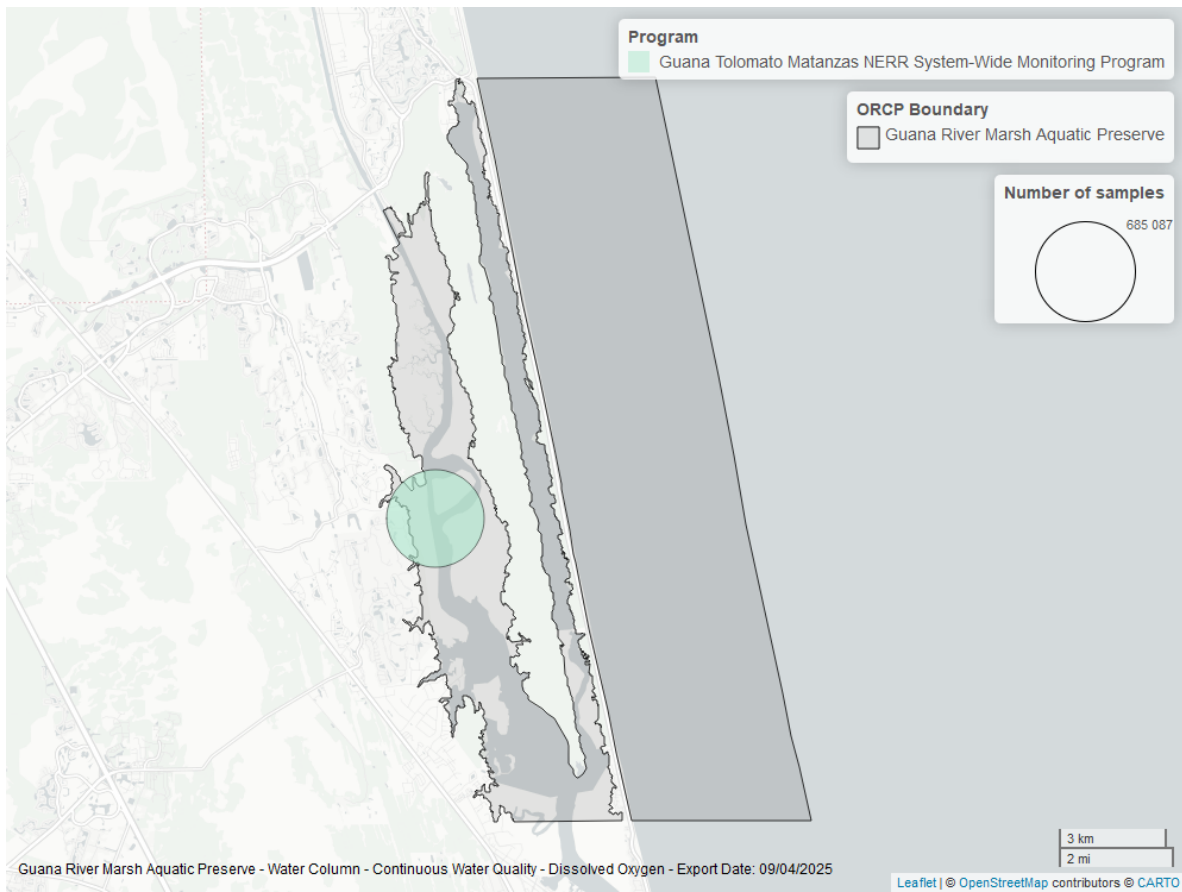 Program
Guana Tolomato Matanzas NERR System-Wide Monitoring Program
ORCP Boundary
Guana River Marsh Aquatic Preserve
Number of samples
685 087
3 km
2 mi
Guana River Marsh Aquatic Preserve - Water Column - Continuous Water Quality - Dissolved Oxygen - Export Date: 09/04/2025
Leaflet | © OpenStreetMap contributors © CARTO